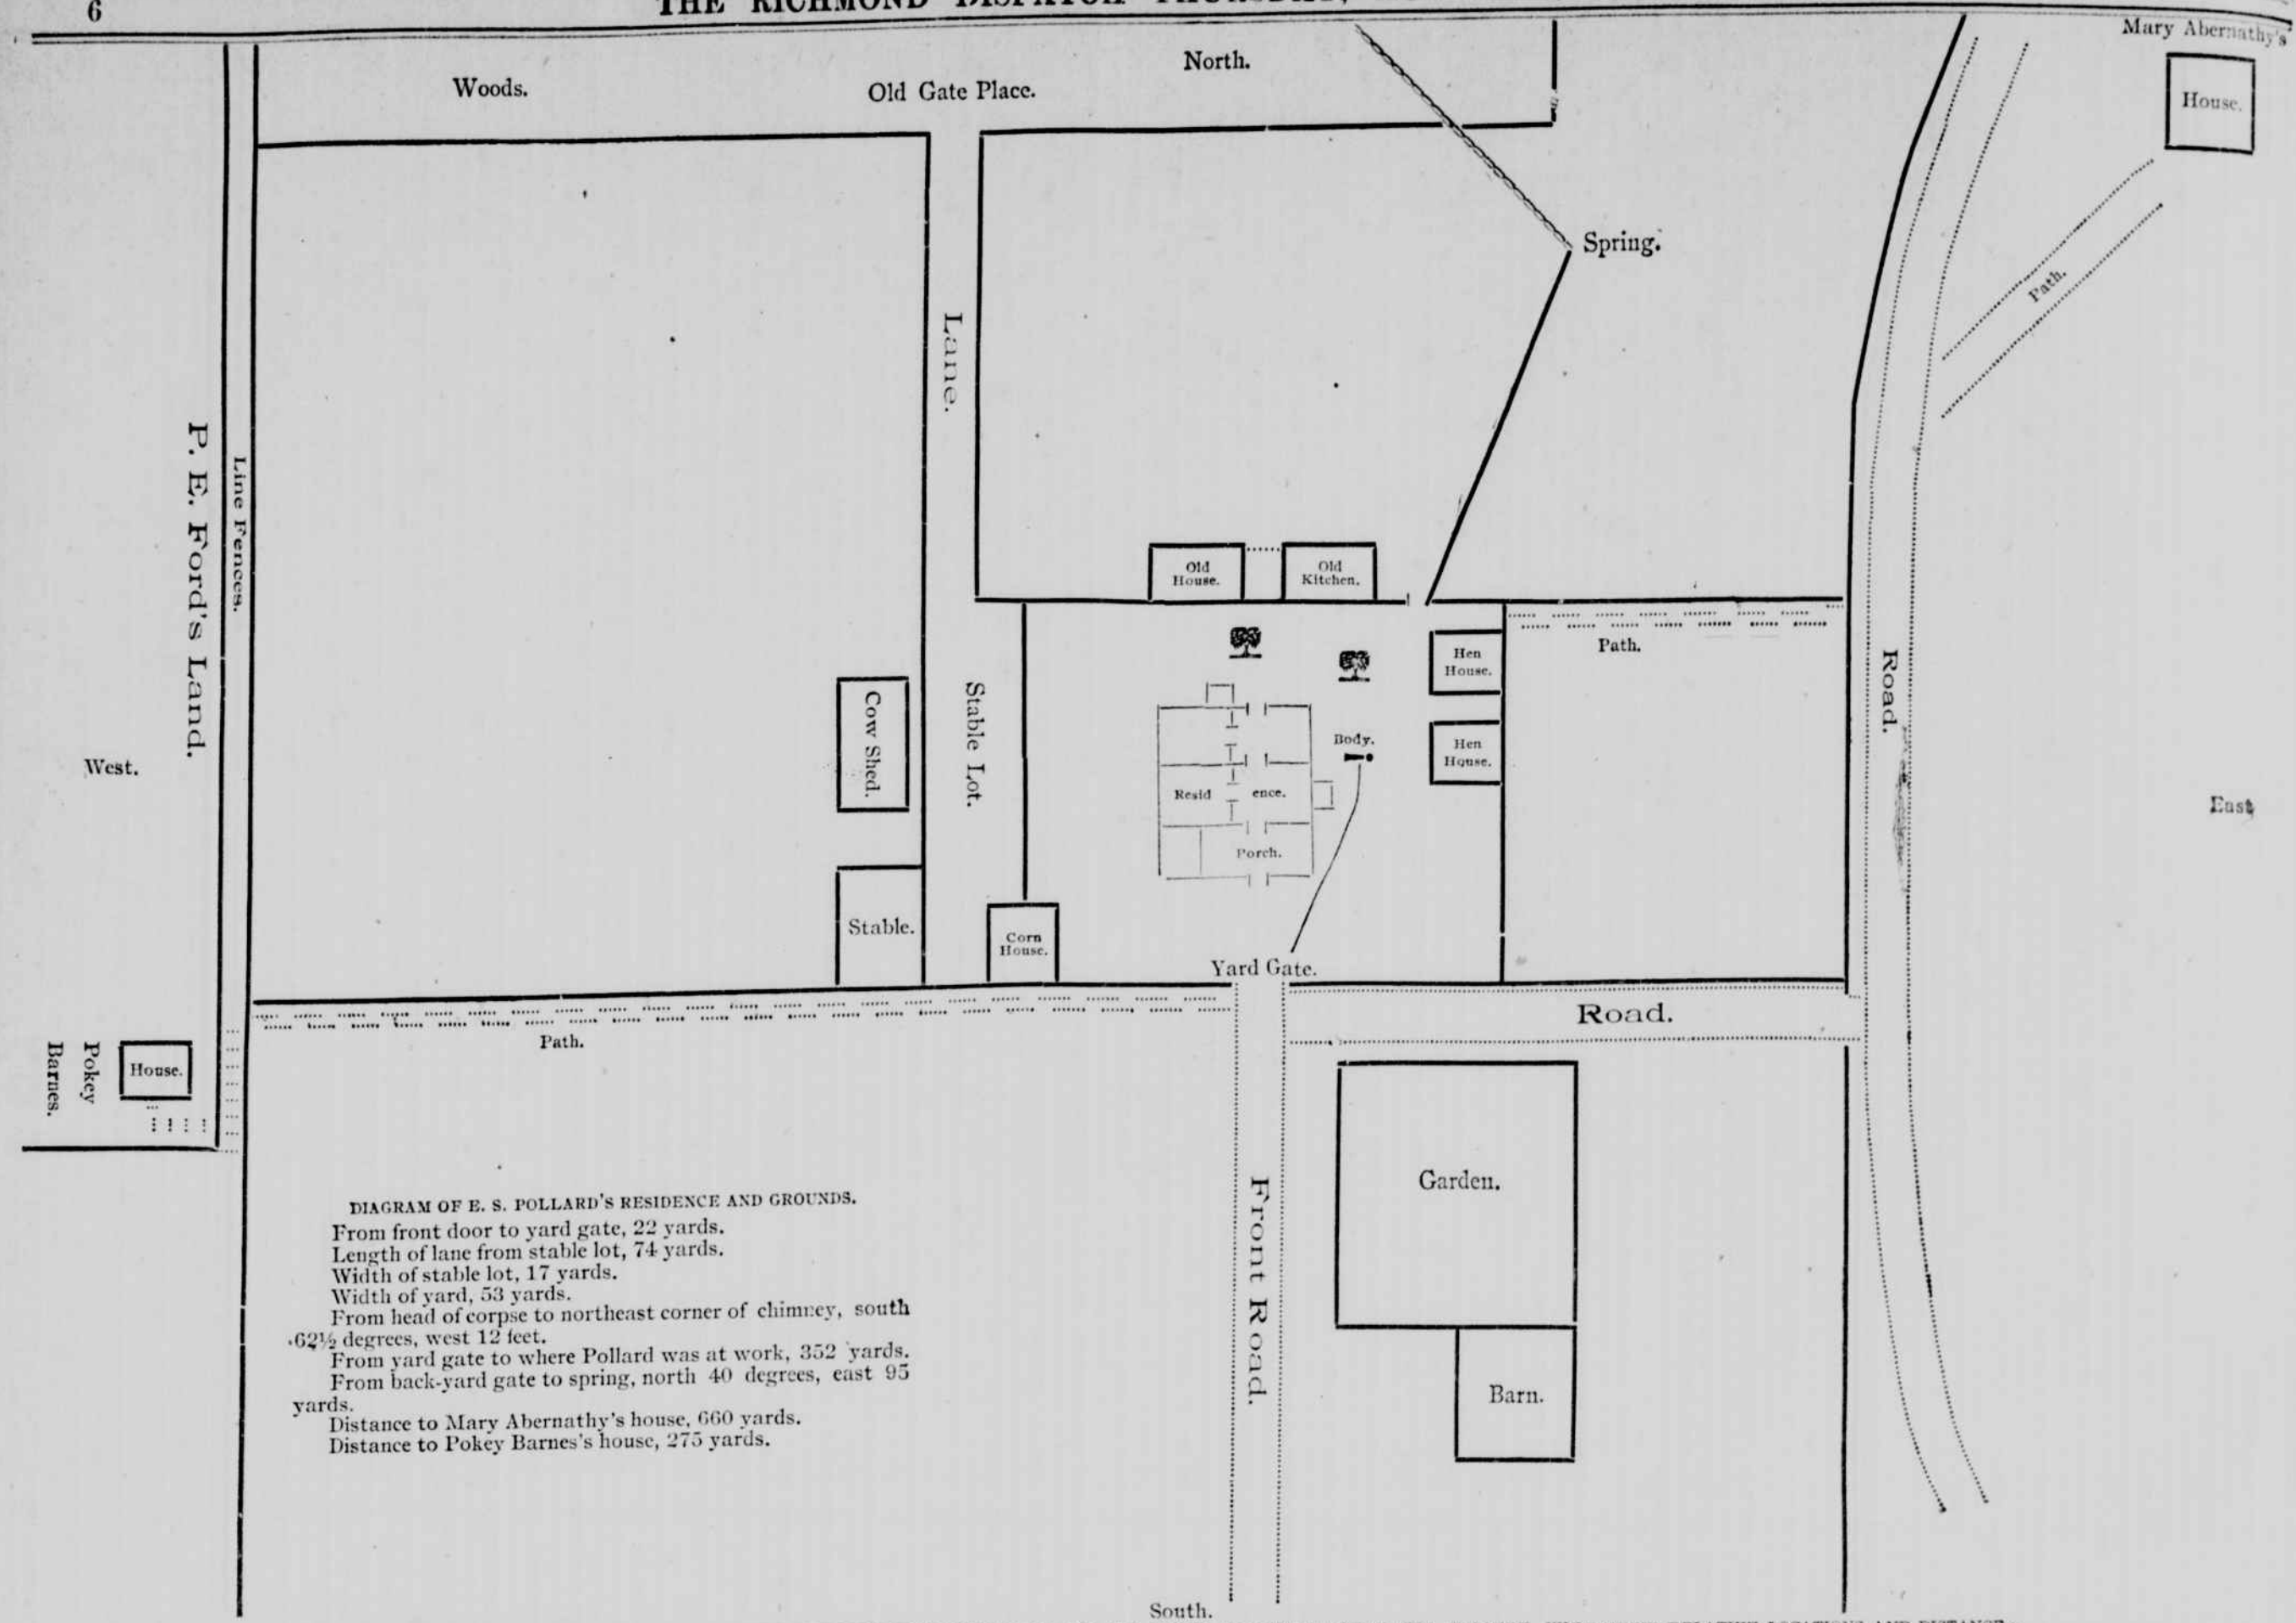 6
THE RICHMOND DISPATCH THURSDAY,
Mary Abernathy's
House.
North.
Woods.
Old Gate Place.
Spring.
Path.
Lane.
P. E. Ford's Land.
Line Fences.
Old
House.
Old
Kitchen.
Hen
House.
Path.
Road.
Cow Shed.
Stable Lot.
Body.
Hen
House.
West.
Resid ence.
East
Porch.
Stable.
Corn
House.
Yard Gate.
Road.
Path.
Pokey
Barnes.
House.
Front Road.
Garden.
Barn.
DIAGRAM OF E. S. POLLARD'S RESIDENCE AND GROUNDS.
From front door to yard gate, 22 yards.
Length of lane from stable lot, 74 yards.
Width of stable lot, 17 yards.
Width of yard, 53 yards.
From head of corpse to northeast corner of chimney, south
62½ degrees, west 12 feet.
From yard gate to where Pollard was at work, 352 yards.
From back-yard gate to spring, north 40 degrees, east 95
yards.
Distance to Mary Abernathy's house, 660 yards.
Distance to Pokey Barnes's house, 275 yards.
South.